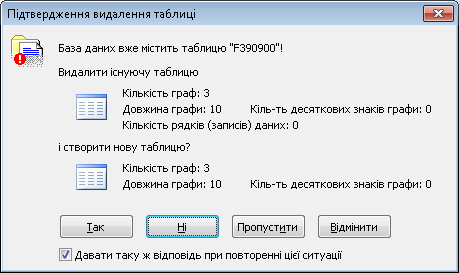 Підтвердження видалення таблиці
База даних вже містить таблицю "F390900"!
Видалити існуючу таблицю
Кількість граф: 3
Довжина графи: 10 Кіль-ть десяткових знаків графи: 0
Кількість рядків (записів) даних: 0
і створити нову таблицю?
Кількість граф: 3
Довжина графи: 10 Кіль-ть десяткових знаків графи: 0
Так Ні Пропустити Відмінити
Давати таку ж відповідь при повторенні цієї ситуації